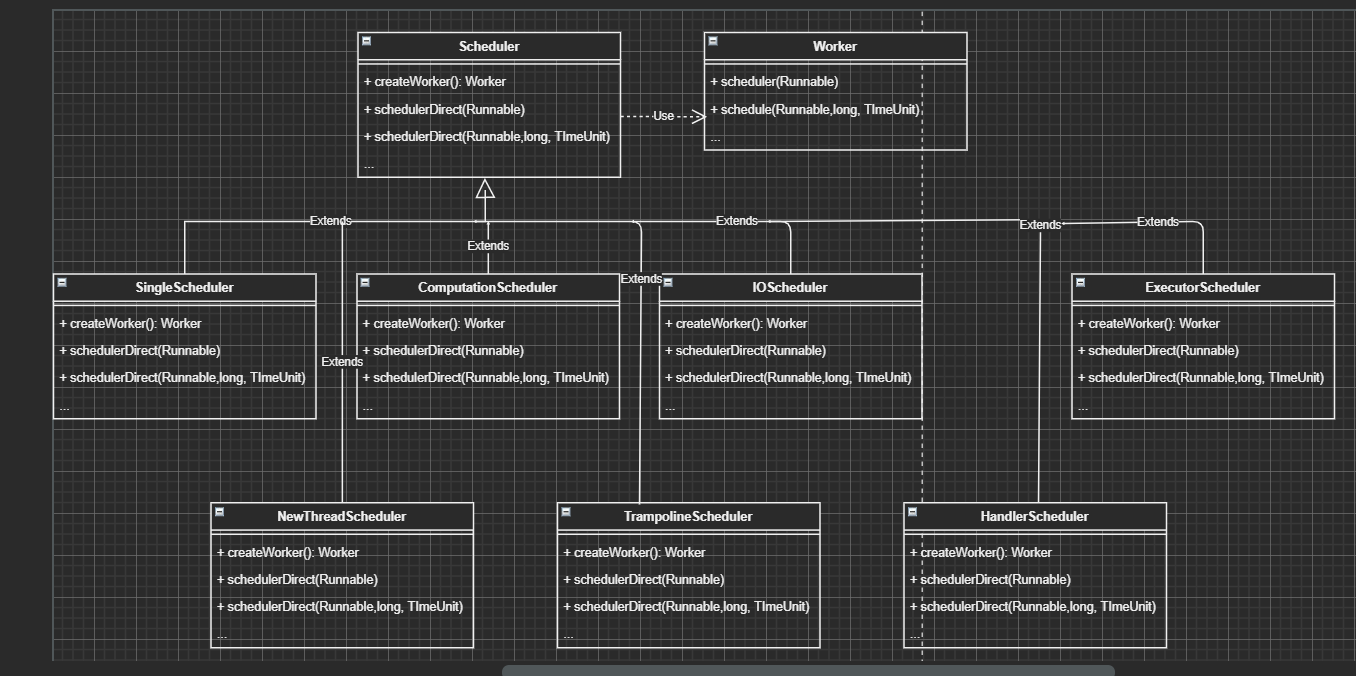 Scheduler
+ createWorker(): Worker
+ schedulerDirect(Runnable)
+ schedulerDirect(Runnable,long, TImeUnit)
...
Use
Worker
+ scheduler(Runnable)
+ schedule(Runnable,long, TImeUnit)
...
Extends
Extends
Extends
Extends
Extends
Extends
Extends
SingleScheduler
+ createWorker(): Worker
+ schedulerDirect(Runnable)
+ schedulerDirect(Runnable,long, TImeUnit)
...
ComputationScheduler
+ createWorker(): Worker
+ schedulerDirect(Runnable)
+ schedulerDirect(Runnable,long, TImeUnit)
...
IOScheduler
+ createWorker(): Worker
+ schedulerDirect(Runnable)
+ schedulerDirect(Runnable,long, TImeUnit)
...
ExecutorScheduler
+ createWorker(): Worker
+ schedulerDirect(Runnable)
+ schedulerDirect(Runnable,long, TImeUnit)
...
NewThreadScheduler
+ createWorker(): Worker
+ schedulerDirect(Runnable)
+ schedulerDirect(Runnable,long, TImeUnit)
...
TrampolineScheduler
+ createWorker(): Worker
+ schedulerDirect(Runnable)
+ schedulerDirect(Runnable,long, TImeUnit)
...
HandlerScheduler
+ createWorker(): Worker
+ schedulerDirect(Runnable)
+ schedulerDirect(Runnable,long, TImeUnit)
...